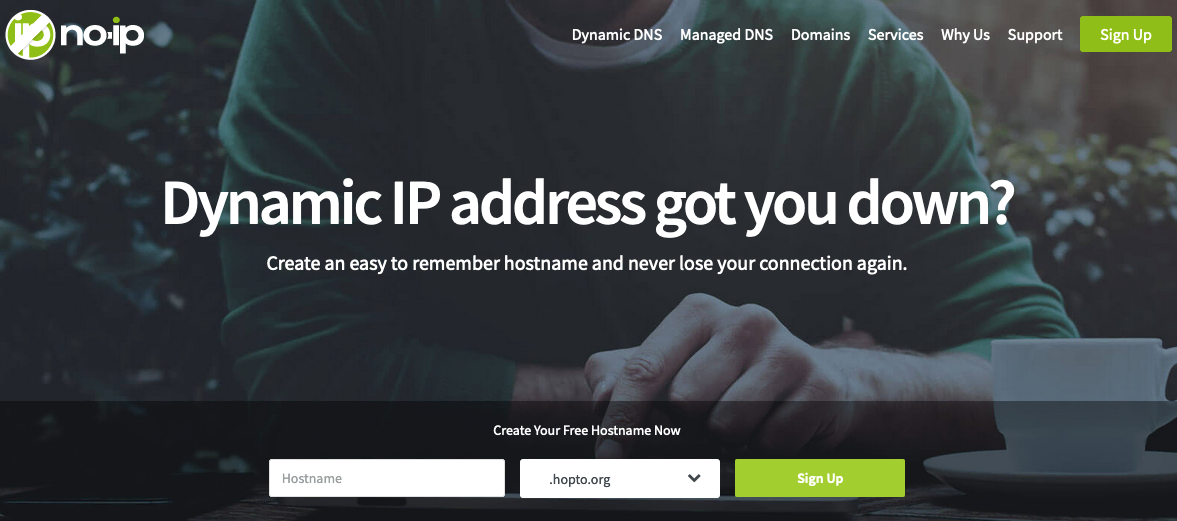 ip no-ip
Dynamic DNS Managed DNS Domains Services Why Us Support Sign Up
Dynamic IP address got you down?
Create an easy to remember hostname and never lose your connection again.
Create Your Free Hostname Now
Hostname .hopto.org Sign Up